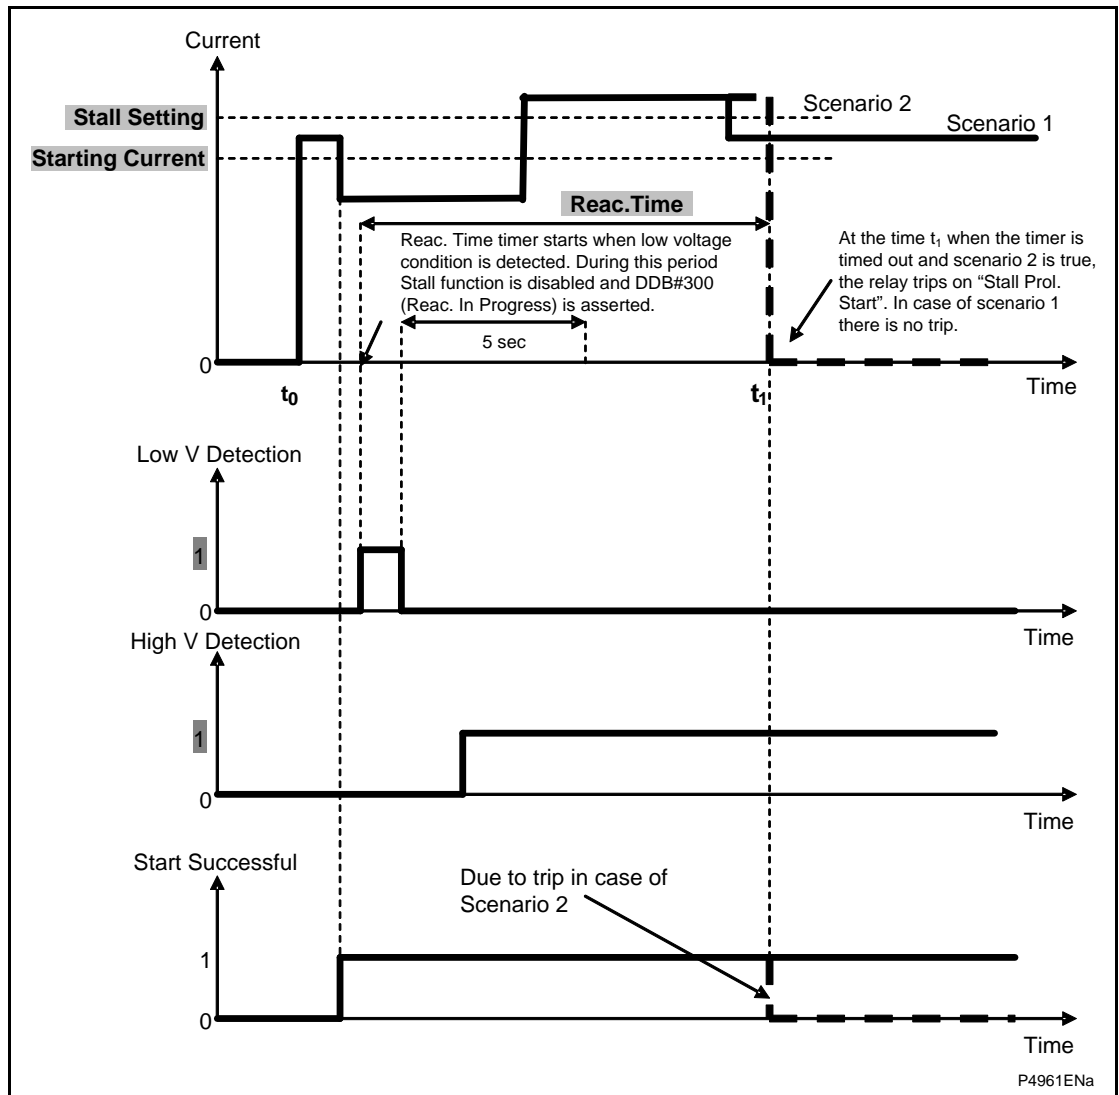 Current
Stall Setting
Scenario 2
Scenario 1
Starting Current
Reac.Time
Reac. Time timer starts when low voltage
condition is detected. During this period
Stall function is disabled and DDB#300
(Reac. In Progress) is asserted.
At the time t1 when the timer is
timed out and scenario 2 is true,
the relay trips on “Stall Prol.
Start”. In case of scenario 1
there is no trip.
5 sec
0
t0
t1
Time
Low V Detection
1
0
Time
High V Detection
1
0
Time
Start Successful
Due to trip in case of
Scenario 2
1
0
Time
P4961ENa